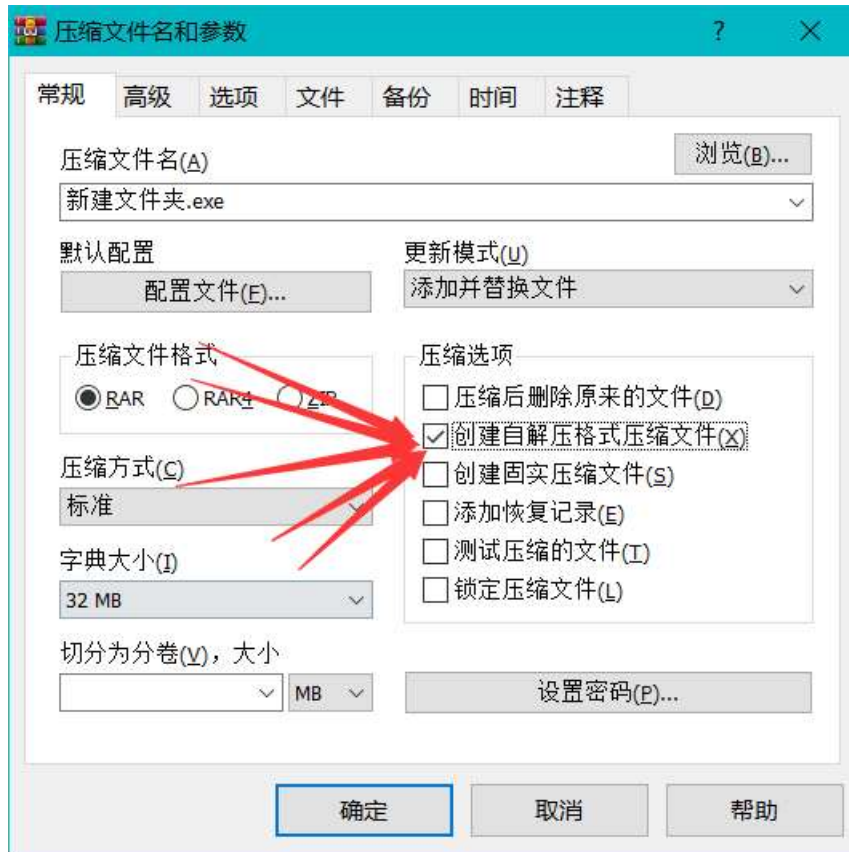 压缩文件名和参数
常规 高级 选项 文件 备份 时间 注释
压缩文件名(A) 浏览(B)...
新建文件夹.exe
默认配置 更新模式(U)
配置文件(F)... 添加并替换文件
压缩文件格式 压缩选项
RAR RAR4 ZIP 压缩后删除原来的文件(D)
创建自解压格式压缩文件(X)
压缩方式(C) 创建固实压缩文件(S)
标准 添加恢复记录(E)
字典大小(I) 测试压缩的文件(T)
32 MB 锁定压缩文件(L)
切分为分卷(V)，大小
MB 设置密码(P)...
确定 取消 帮助